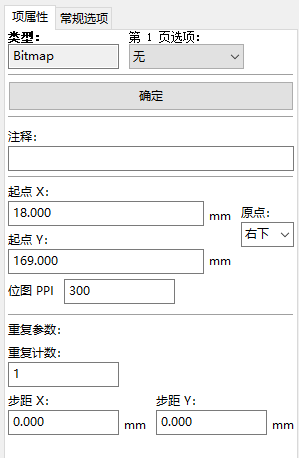 项属性 常规选项
类型: 第 1 页选项:
Bitmap 无
确定
注释:
起点 X:
18.000 mm 原点:
起点 Y: 右下
169.000 mm
位图 PPI 300
重复参数:
重复计数:
1
步距 X: 步距 Y:
0.000 mm 0.000 mm